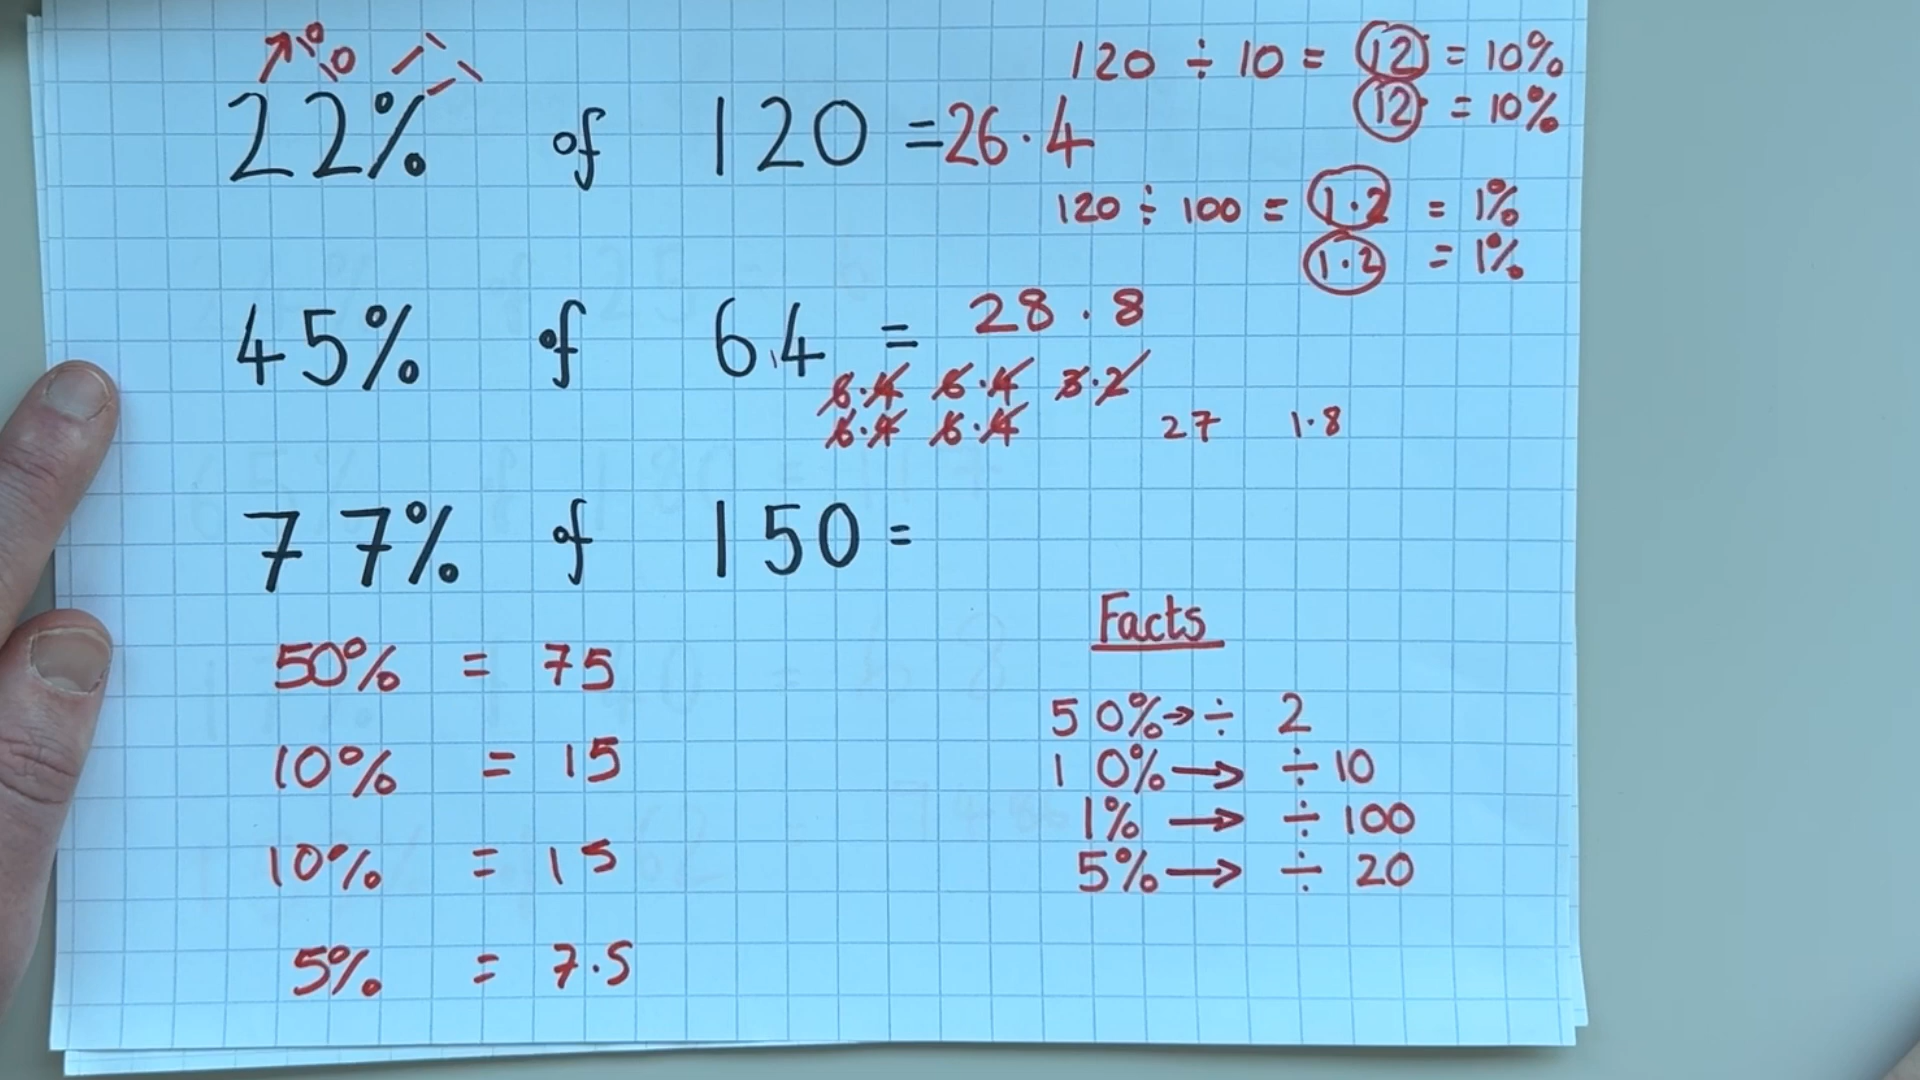 22% of 120 = 26.4
120 ÷ 10 = 12 = 10%
12 = 10%
120 ÷ 100 = 1.2 = 1%
1.2 = 1%
45% of 64 = 28.8
6.4 6.4 3.2
6.4 6.4
27 1.8
77% of 150 =
50% = 75
10% = 15
10% = 15
5% = 7.5
Facts
50% → ÷ 2
10% → ÷ 10
1% → ÷ 100
5% → ÷ 20